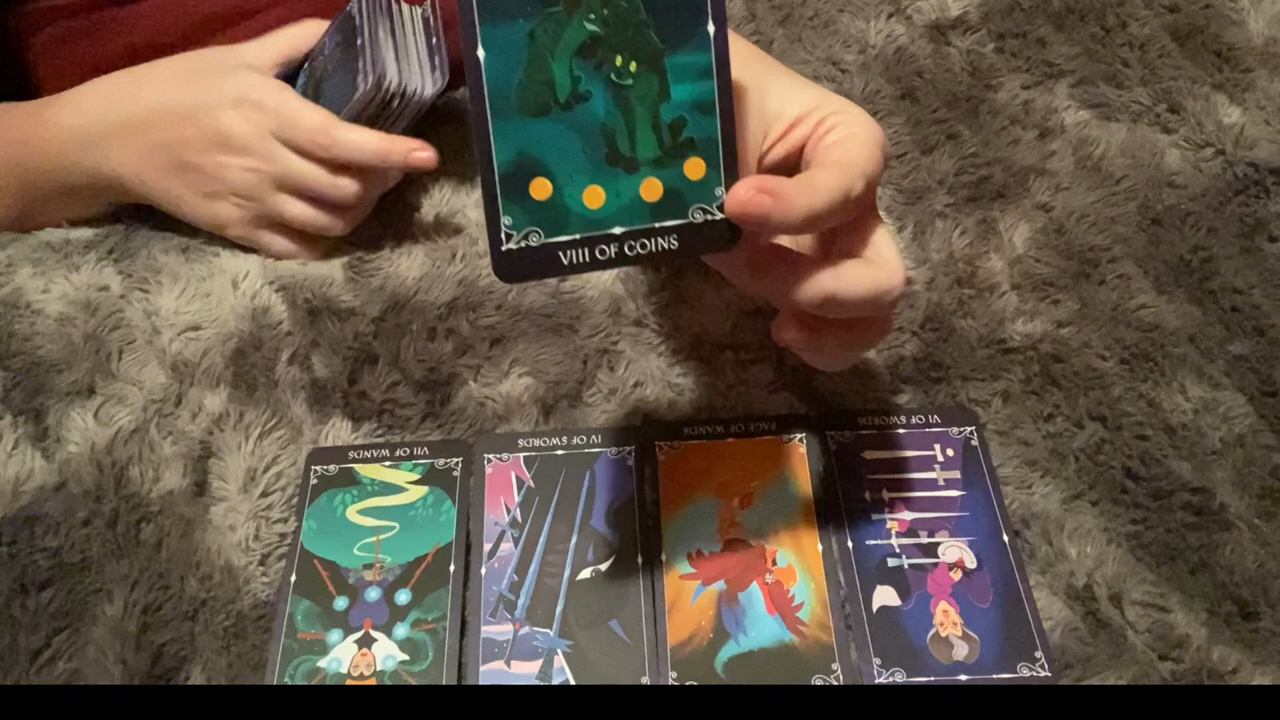 VIII OF COINS
VII OF WANDS
IV OF SWORDS
PAGE OF WANDS
VI OF SWORDS